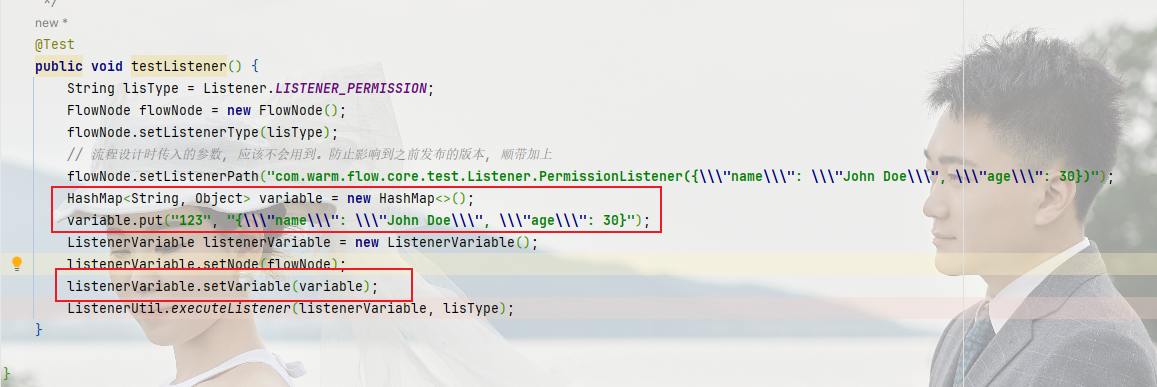 */
new *
@Test
public void testListener() {
String lisType = Listener.LISTENER_PERMISSION;
FlowNode flowNode = new FlowNode();
flowNode.setListenerType(lisType);
// 流程设计时传入的参数, 应该不会用到。防止影响到之前发布的版本, 顺带加上
flowNode.setListenerPath("com.warm.flow.core.test.Listener.PermissionListener({\\\"name\\\": \\\"John Doe\\\", \\\"age\\\": 30})");
HashMap<String, Object> variable = new HashMap<>();
variable.put("123", "{\\\"name\\\": \\\"John Doe\\\", \\\"age\\\": 30}");
ListenerVariable listenerVariable = new ListenerVariable();
listenerVariable.setNode(flowNode);
listenerVariable.setVariable(variable);
ListenerUtil.executeListener(listenerVariable, lisType);
}
}